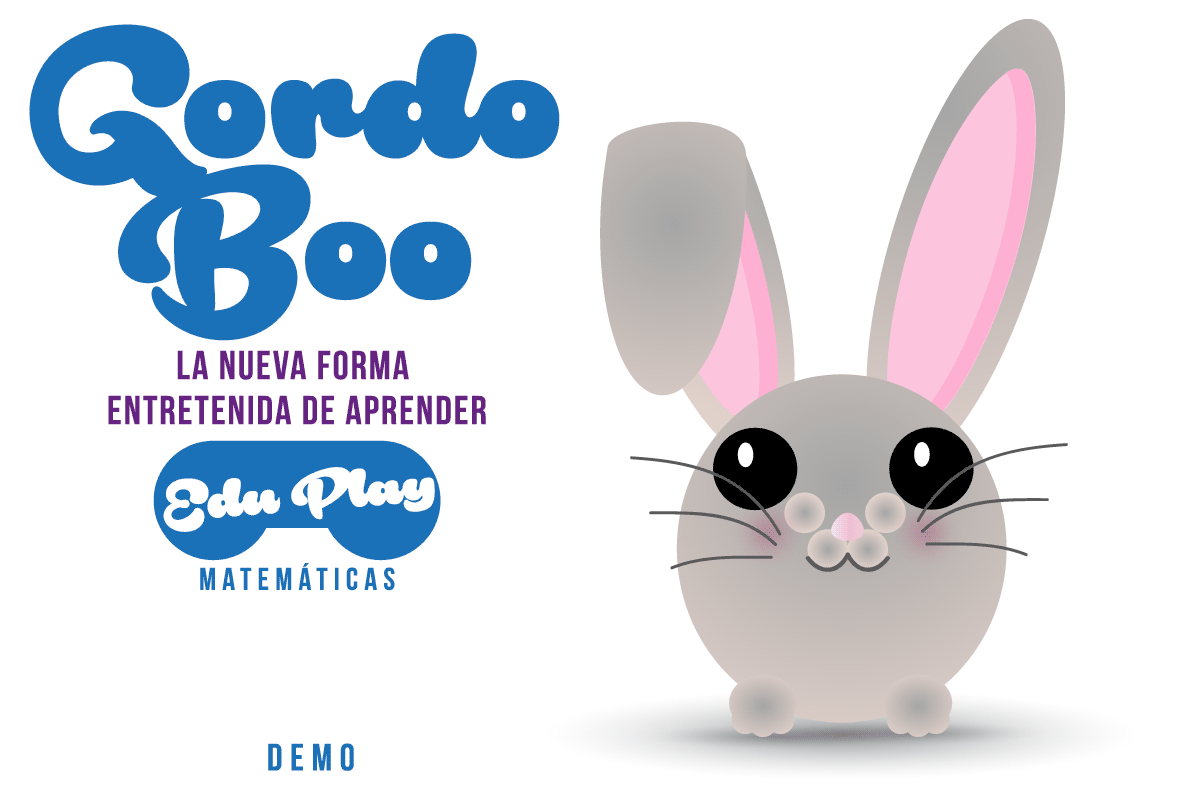 Gordo
Boo
LA NUEVA FORMA
ENTRETENIDA DE APRENDER
Edu Play
MATEMÁTICAS
DEMO